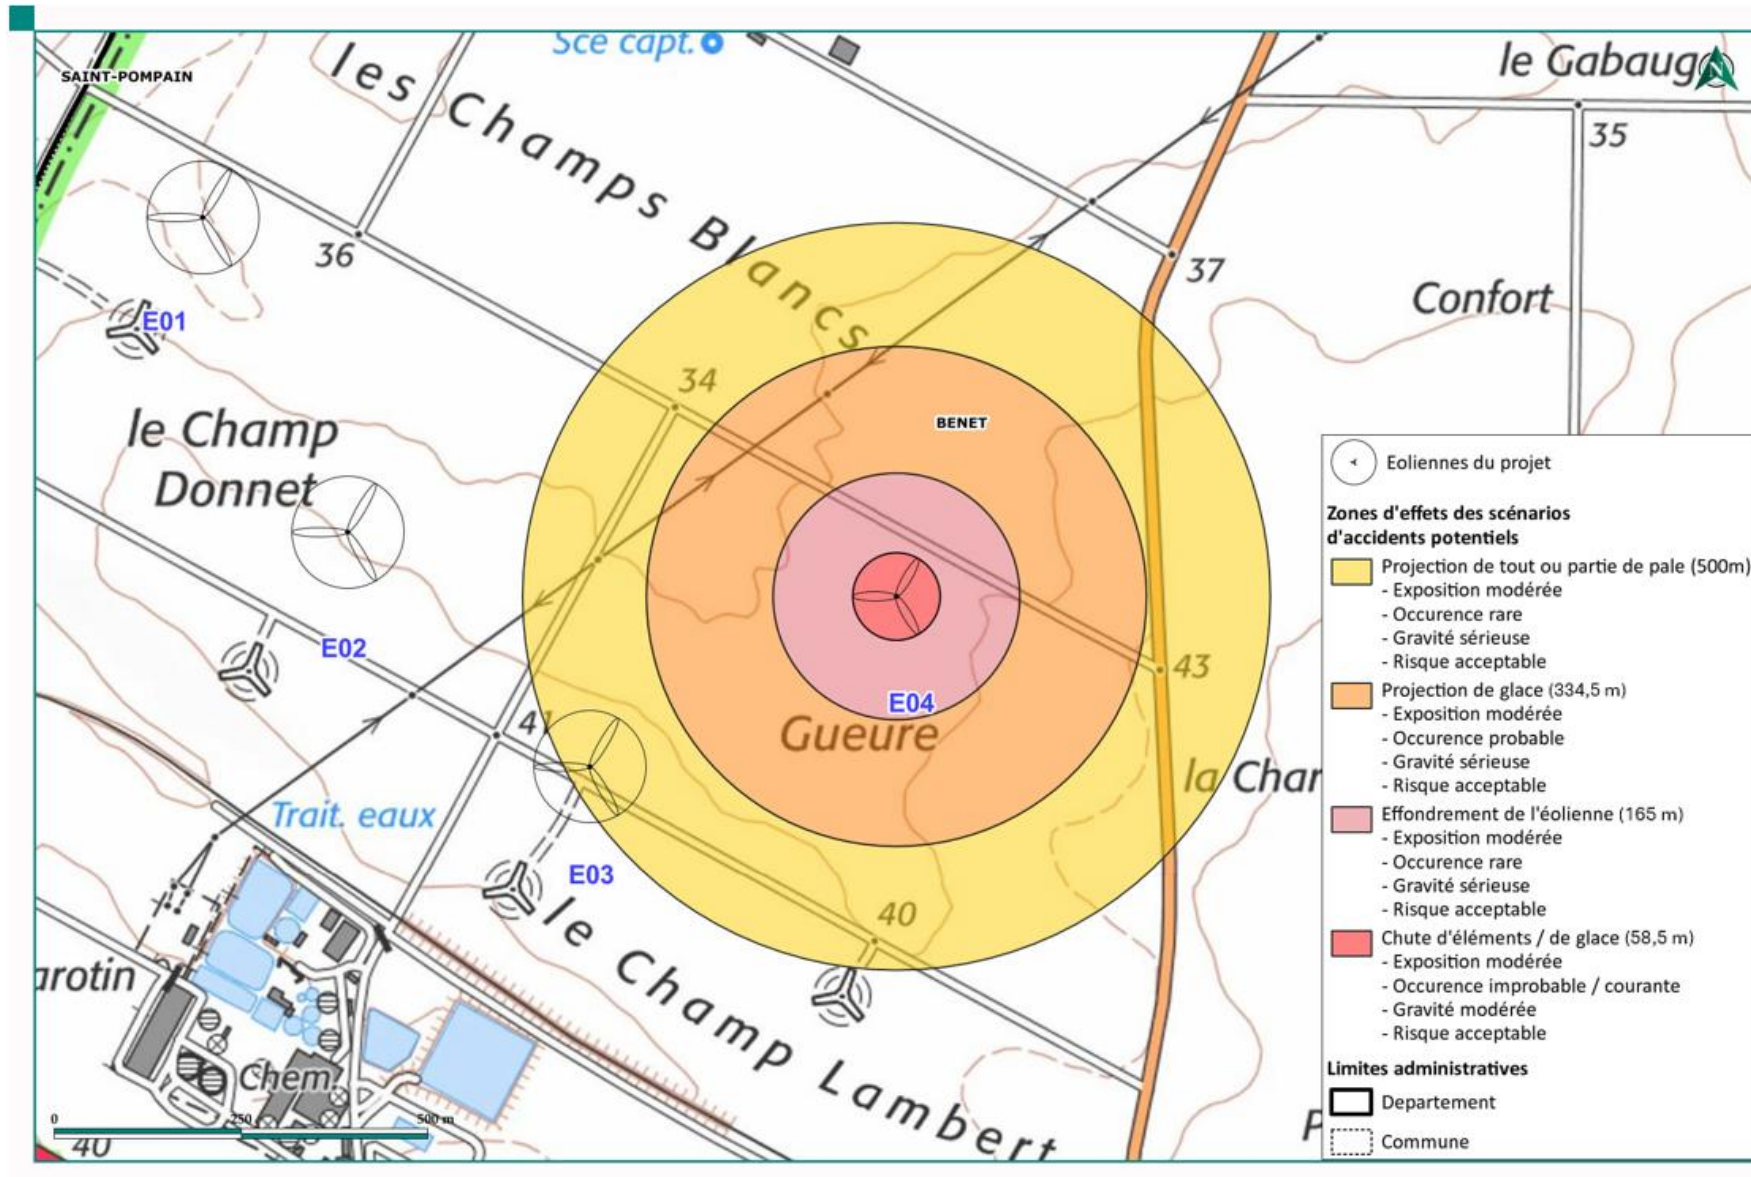 Sce capt.
le Gabaug
N
SAINT-POMPAIN
les Champs Blancs
35
36
37
Confort
E01
34
le Champ
Donnet
BENET
E02
43
E04
41
Gueure
la Char
Trait. eaux
E03
40
le Champ Lambert
arotin
Chem.
P
40
0 250 500 m
Eoliennes du projet
Zones d'effets des scénarios
d'accidents potentiels
Projection de tout ou partie de pale (500m)
- Exposition modérée
- Occurence rare
- Gravité sérieuse
- Risque acceptable
Projection de glace (334,5 m)
- Exposition modérée
- Occurence probable
- Gravité sérieuse
- Risque acceptable
Effondrement de l'éolienne (165 m)
- Exposition modérée
- Occurence rare
- Gravité sérieuse
- Risque acceptable
Chute d'éléments / de glace (58,5 m)
- Exposition modérée
- Occurence improbable / courante
- Gravité modérée
- Risque acceptable
Limites administratives
Departement
Commune